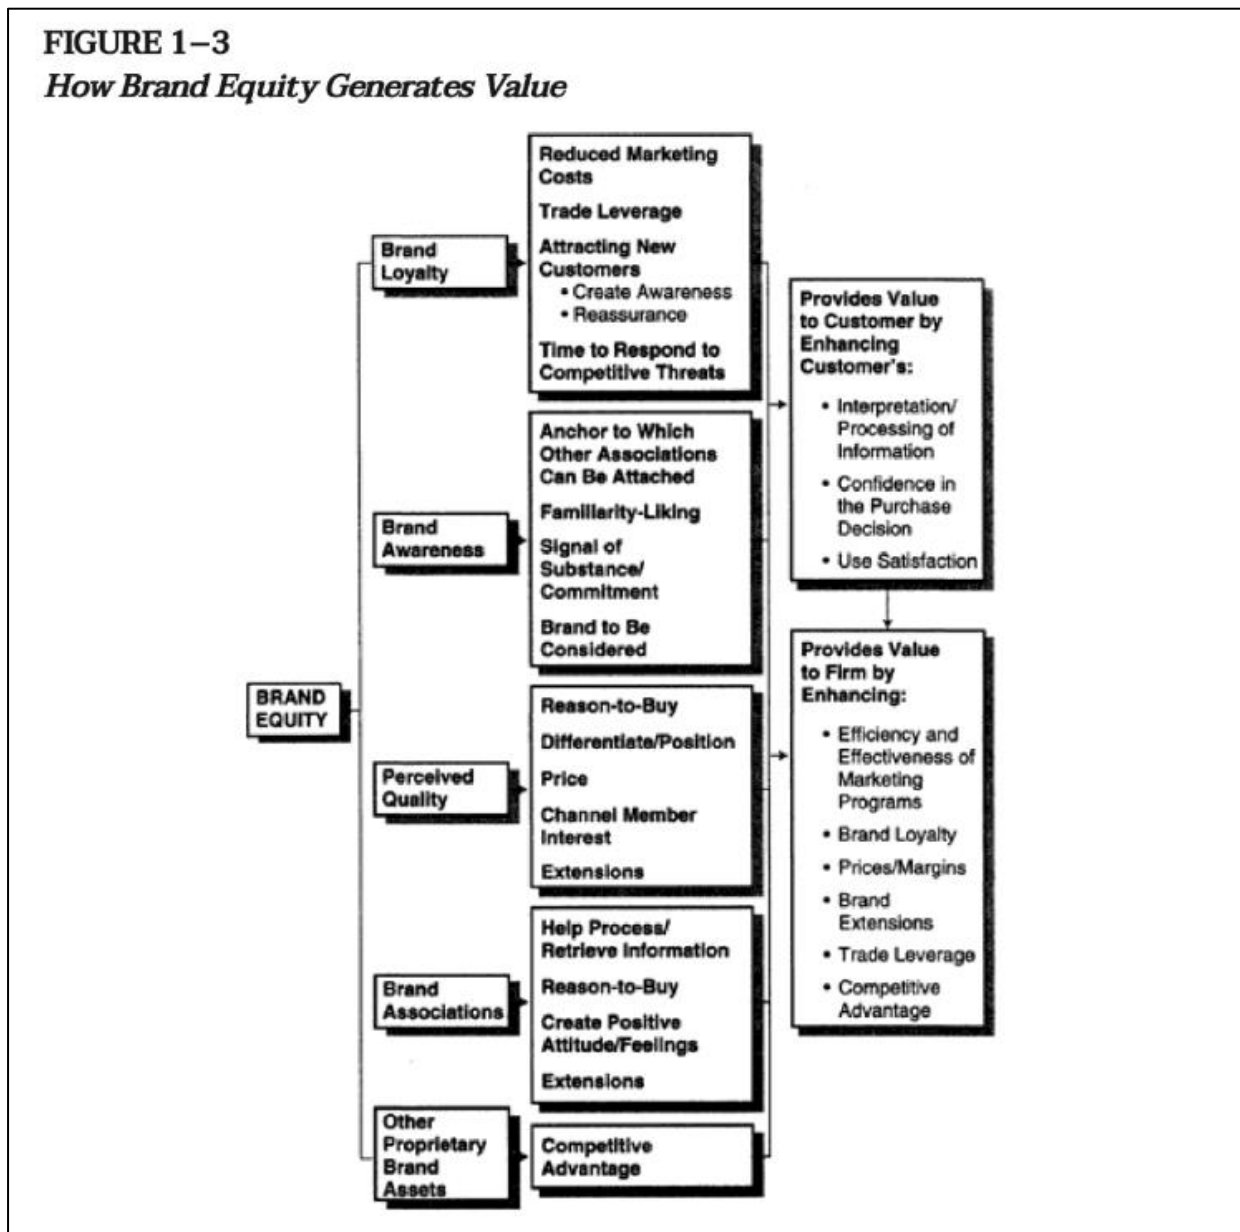 FIGURE 1–3
How Brand Equity Generates Value
BRAND
EQUITY
Brand
Loyalty
Reduced Marketing
Costs
Trade Leverage
Attracting New
Customers
• Create Awareness
• Reassurance
Time to Respond to
Competitive Threats
Brand
Awareness
Anchor to Which
Other Associations
Can Be Attached
Familiarity-Liking
Signal of
Substance/
Commitment
Brand to Be
Considered
Perceived
Quality
Reason-to-Buy
Differentiate/Position
Price
Channel Member
Interest
Extensions
Brand
Associations
Help Process/
Retrieve Information
Reason-to-Buy
Create Positive
Attitude/Feelings
Extensions
Other
Proprietary
Brand
Assets
Competitive
Advantage
Provides Value
to Customer by
Enhancing
Customer's:
• Interpretation/
Processing of
Information
• Confidence in
the Purchase
Decision
• Use Satisfaction
Provides Value
to Firm by
Enhancing:
• Efficiency and
Effectiveness of
Marketing
Programs
• Brand Loyalty
• Prices/Margins
• Brand
Extensions
• Trade Leverage
• Competitive
Advantage